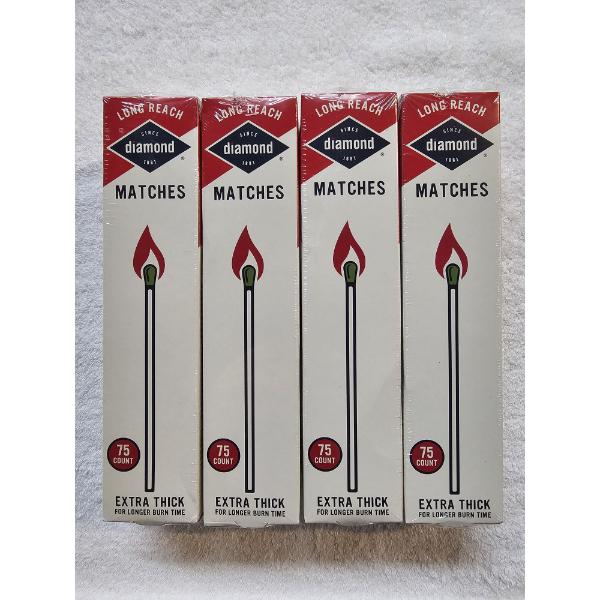 LONG REACH
SINCE
diamond
1881
®
MATCHES
75
COUNT
EXTRA THICK
FOR LONGER BURN TIME
LONG REACH
SINCE
diamond
1881
®
MATCHES
75
COUNT
EXTRA THICK
FOR LONGER BURN TIME
LONG REACH
SINCE
diamond
1881
®
MATCHES
75
COUNT
EXTRA THICK
FOR LONGER BURN TIME
LONG REACH
SINCE
diamond
1881
®
MATCHES
75
COUNT
EXTRA THICK
FOR LONGER BURN TIME